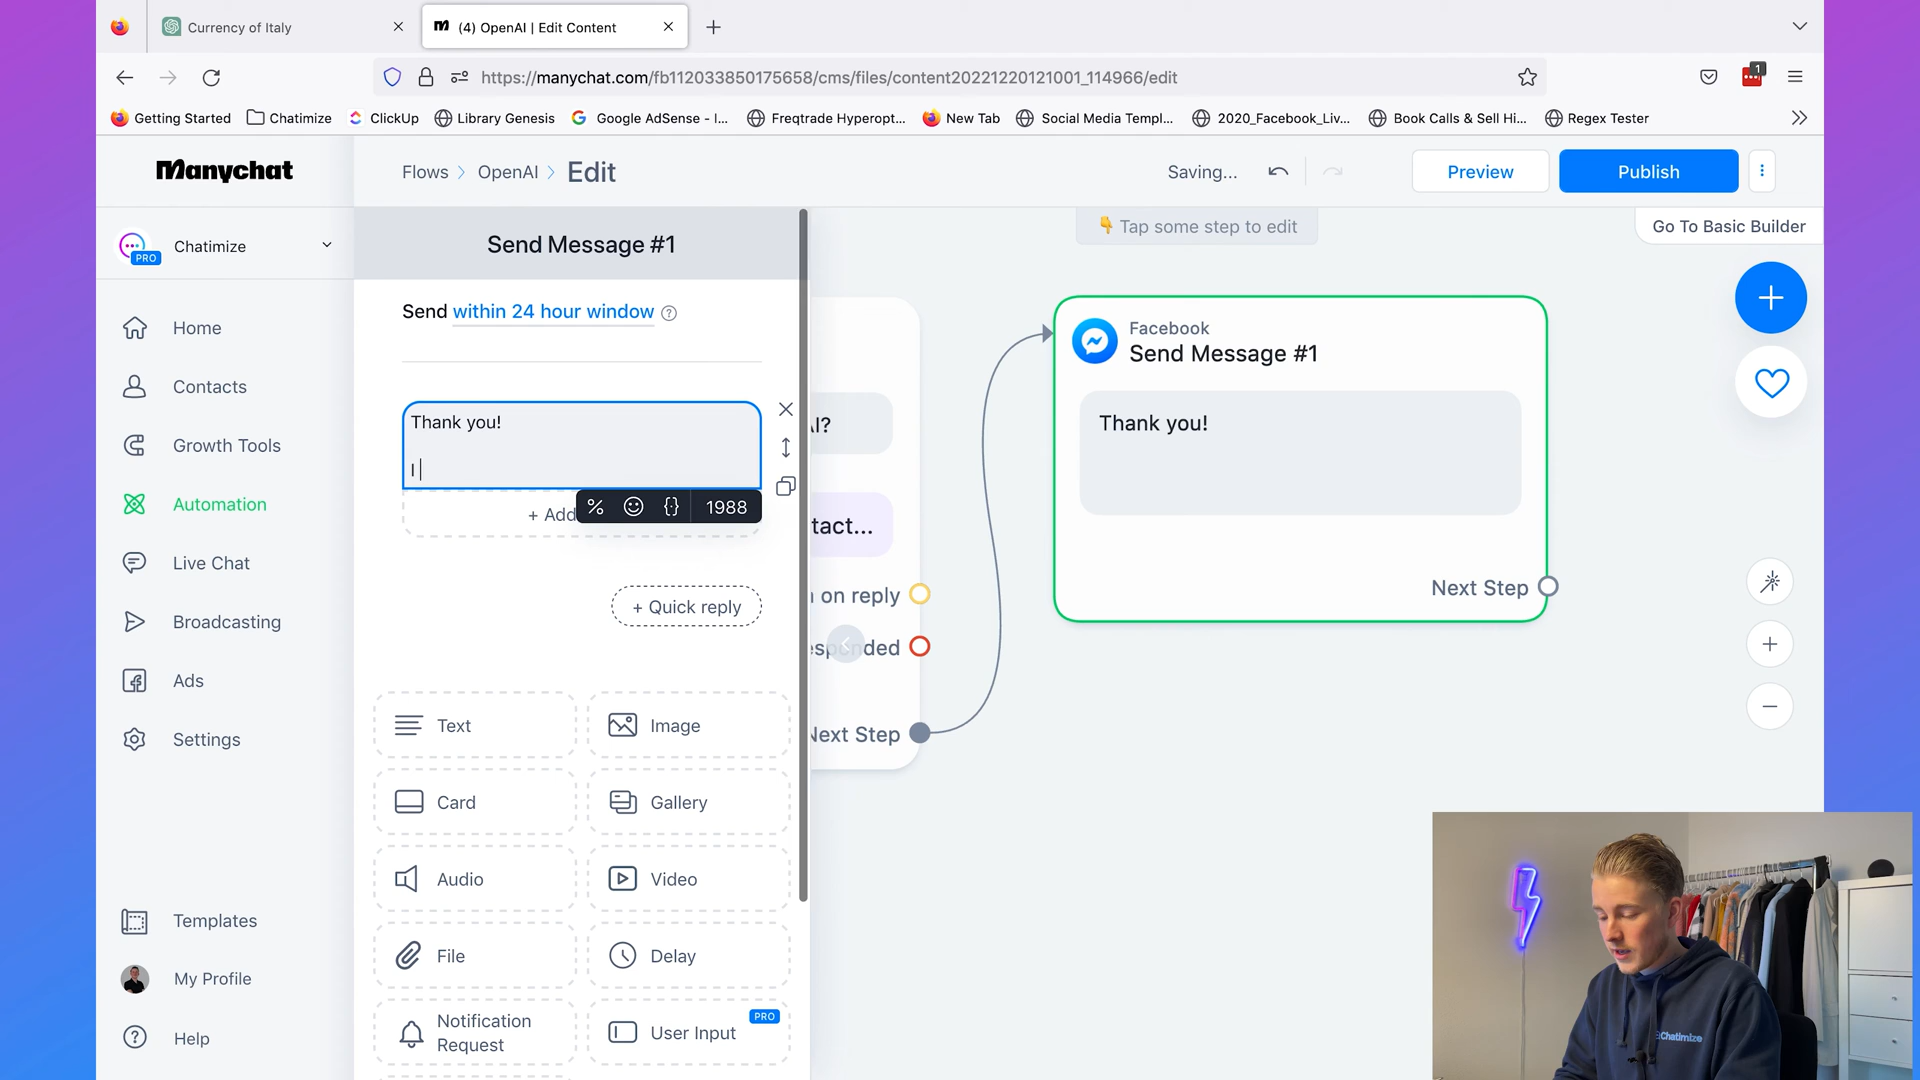 Currency of Italy
(4) OpenAI | Edit Content
https://manychat.com/fb112033850175658/cms/files/content20221220121001_114966/edit
1
Getting Started
Chatimize
ClickUp
Library Genesis
Google AdSense - I...
Freqtrade Hyperopt...
New Tab
Social Media Templ...
2020_Facebook_Liv...
Book Calls & Sell Hi...
Regex Tester
Manychat
Flows
OpenAI
Edit
Saving...
Preview
Publish
PRO
Chatimize
Send Message #1
👇 Tap some step to edit
Go To Basic Builder
Home
Contacts
Growth Tools
Automation
Live Chat
Broadcasting
Ads
Settings
Templates
My Profile
Help
Send within 24 hour window
Thank you!
I
+ Add
1988
+ Quick reply
Text
Image
Card
Gallery
Audio
Video
File
Delay
Notification
Request
User Input
PRO
AI?
tact...
on reply
Next Step
Facebook
Send Message #1
Thank you!
Next Step
Chatimize